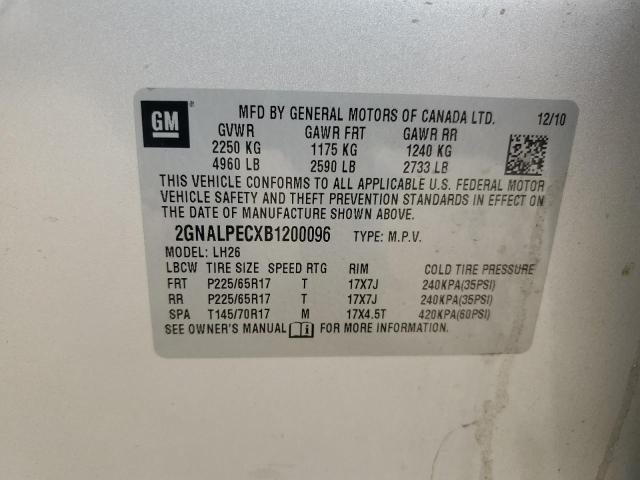 GM ®
MFD BY GENERAL MOTORS OF CANADA LTD. 12/10
GVWR GAWR FRT GAWR RR
2250 KG 1175 KG 1240 KG
4960 LB 2590 LB 2733 LB
THIS VEHICLE CONFORMS TO ALL APPLICABLE U.S. FEDERAL MOTOR
VEHICLE SAFETY AND THEFT PREVENTION STANDARDS IN EFFECT ON
THE DATE OF MANUFACTURE SHOWN ABOVE.
2GNALPECXB1200096 TYPE: M.P.V.
MODEL: LH26
LBCW TIRE SIZE SPEED RTG RIM COLD TIRE PRESSURE
FRT P225/65R17 T 17X7J 240KPA(35PSI)
RR P225/65R17 T 17X7J 240KPA(35PSI)
SPA T145/70R17 M 17X4.5T 420KPA(60PSI)
SEE OWNER'S MANUAL FOR MORE INFORMATION.